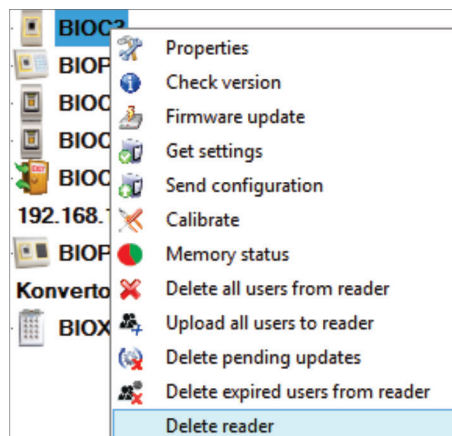 BIOC3
BIOP
BIOC
BIOC
BIOC
192.168.
BIOP
Konverto
BIOX
Properties
Check version
Firmware update
Get settings
Send configuration
Calibrate
Memory status
Delete all users from reader
Upload all users to reader
Delete pending updates
Delete expired users from reader
Delete reader